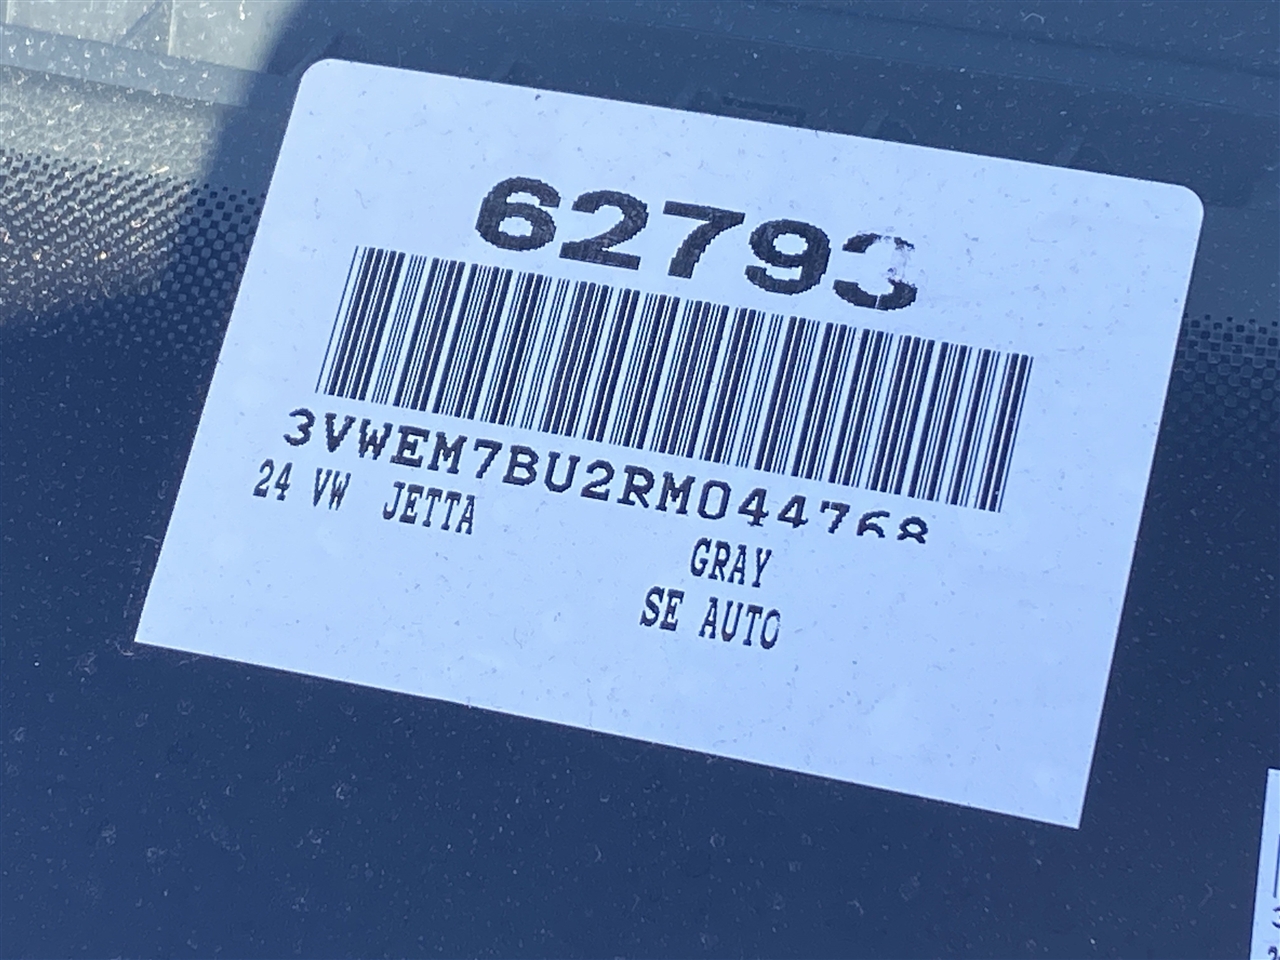 62793
3VWEM7BU2RM044768
24 VW JETTA
GRAY
SE AUTO